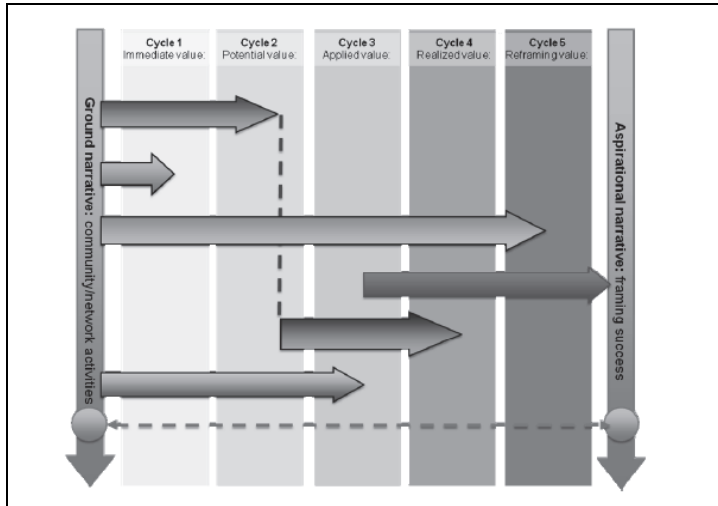 Cycle 1
Immediate value:
Cycle 2
Potential value:
Cycle 3
Applied value:
Cycle 4
Realized value:
Cycle 5
Reframing value:
Ground narrative: community/network activities
Aspirational narrative: framing success